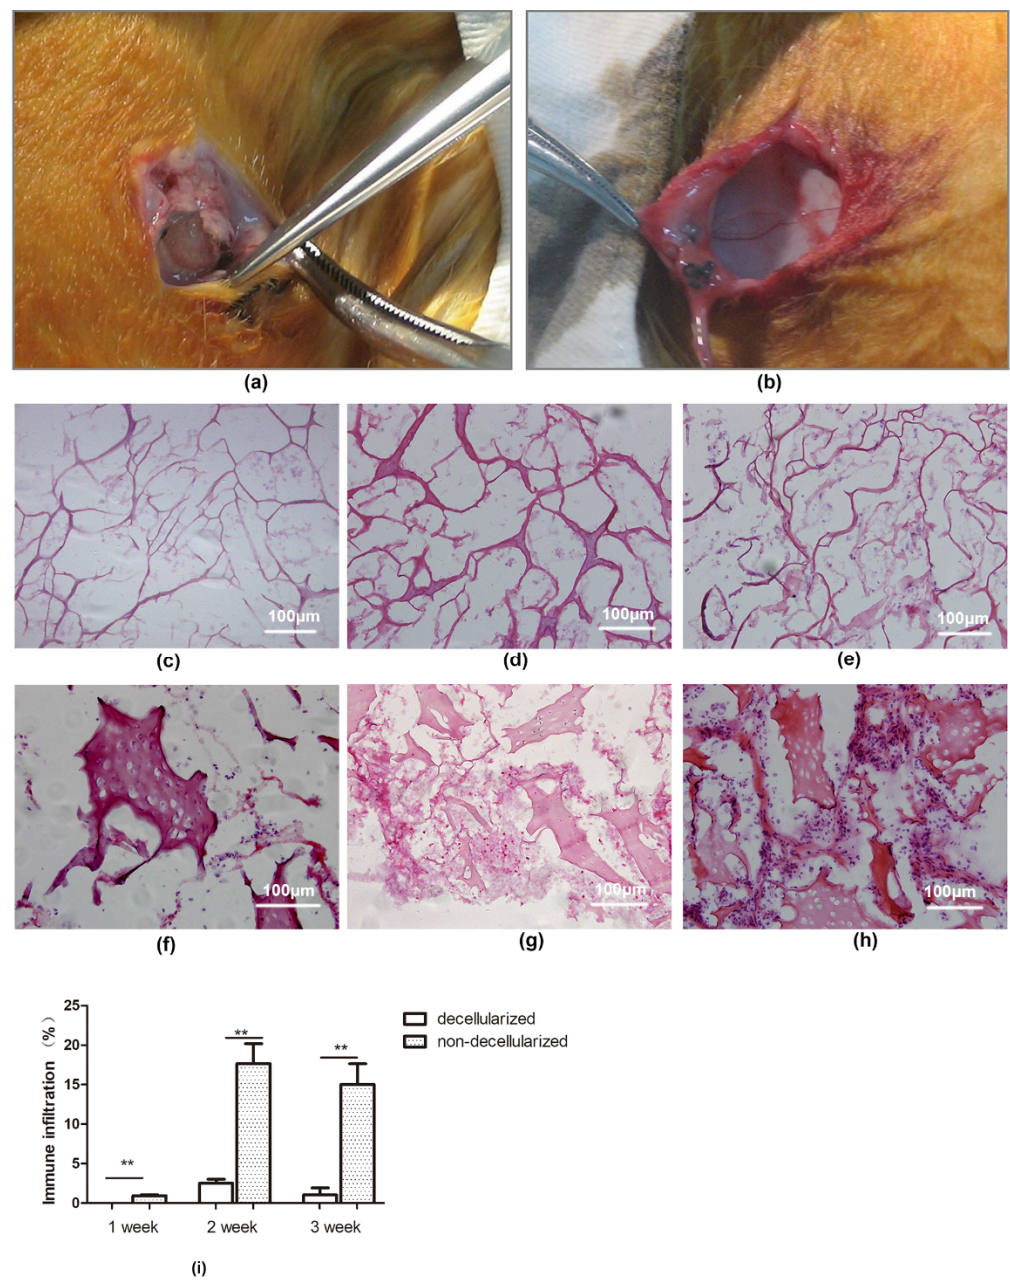 (a) (b)
100μm 100μm 100μm
(c) (d) (e)
100μm 100μm 100μm
(f) (g) (h)
Immune infiltration (%)
25
20
15
10
5
0
** ** **
1 week 2 week 3 week
decellularized
non-decellularized
(i)